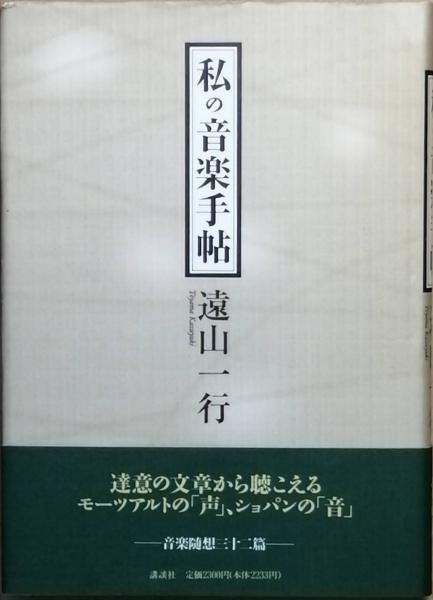 私の音楽手帖
遠山一行
Tōyama Kazuyuki
達意の文章から聴こえる
モーツアルトの「声」、ショパンの「音」
――音楽随想三十二篇――
講談社 定価2300円(本体2233円)